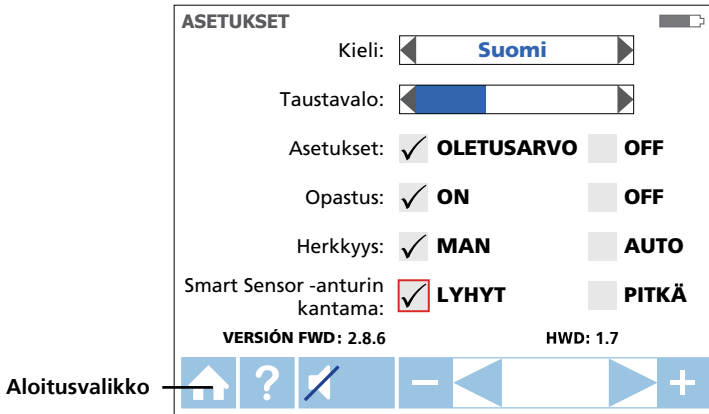 ASETUKSET
Kieli: Suomi
Taustavalo:
Asetukset: OLETUSARVO OFF
Opastus: ON OFF
Herkkyys: MAN AUTO
Smart Sensor -anturin
kantama: LYHYT PITKÄ
VERSIÓN FWD: 2.8.6 HWD: 1.7
Aloitusvalikko ? − +